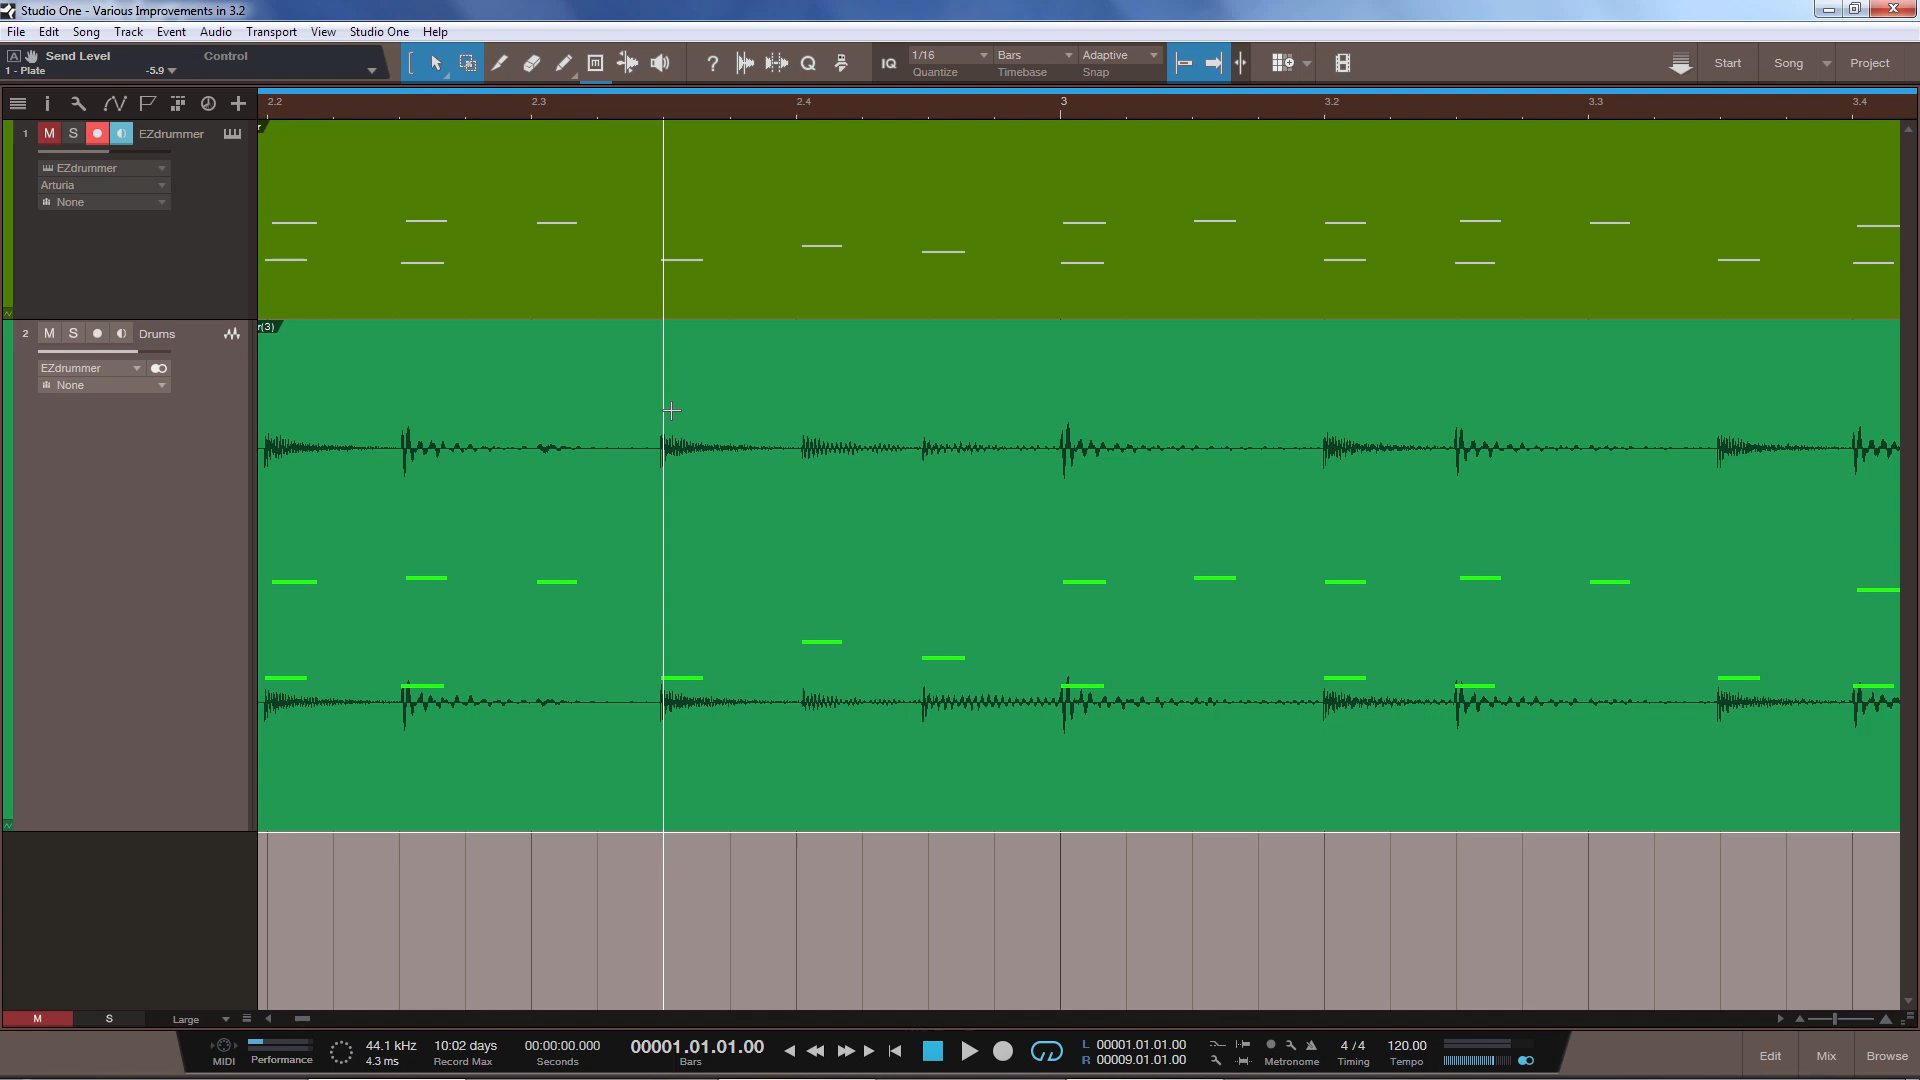 Studio One - Various Improvements in 3.2
File Edit Song Track Event Audio Transport View Studio One Help
A Send Level Control
1 - Plate -5.9
? Q IQ
1/16 Bars Adaptive
Quantize Timebase Snap
Start Song Project
2.2 2.3 2.4 3 3.2 3.3 3.4
1 M S EZdrummer
EZdrummer
Arturia
None
r(3)
2 M S Drums
EZdrummer
None
M S Large
MIDI
Performance
44.1 kHz
4.3 ms
10:02 days
Record Max
00:00:00.000
Seconds
00001.01.01.00
Bars
L 00001.01.01.00
R 00009.01.01.00
Metronome
4 / 4
Timing
120.00
Tempo
Edit Mix Browse